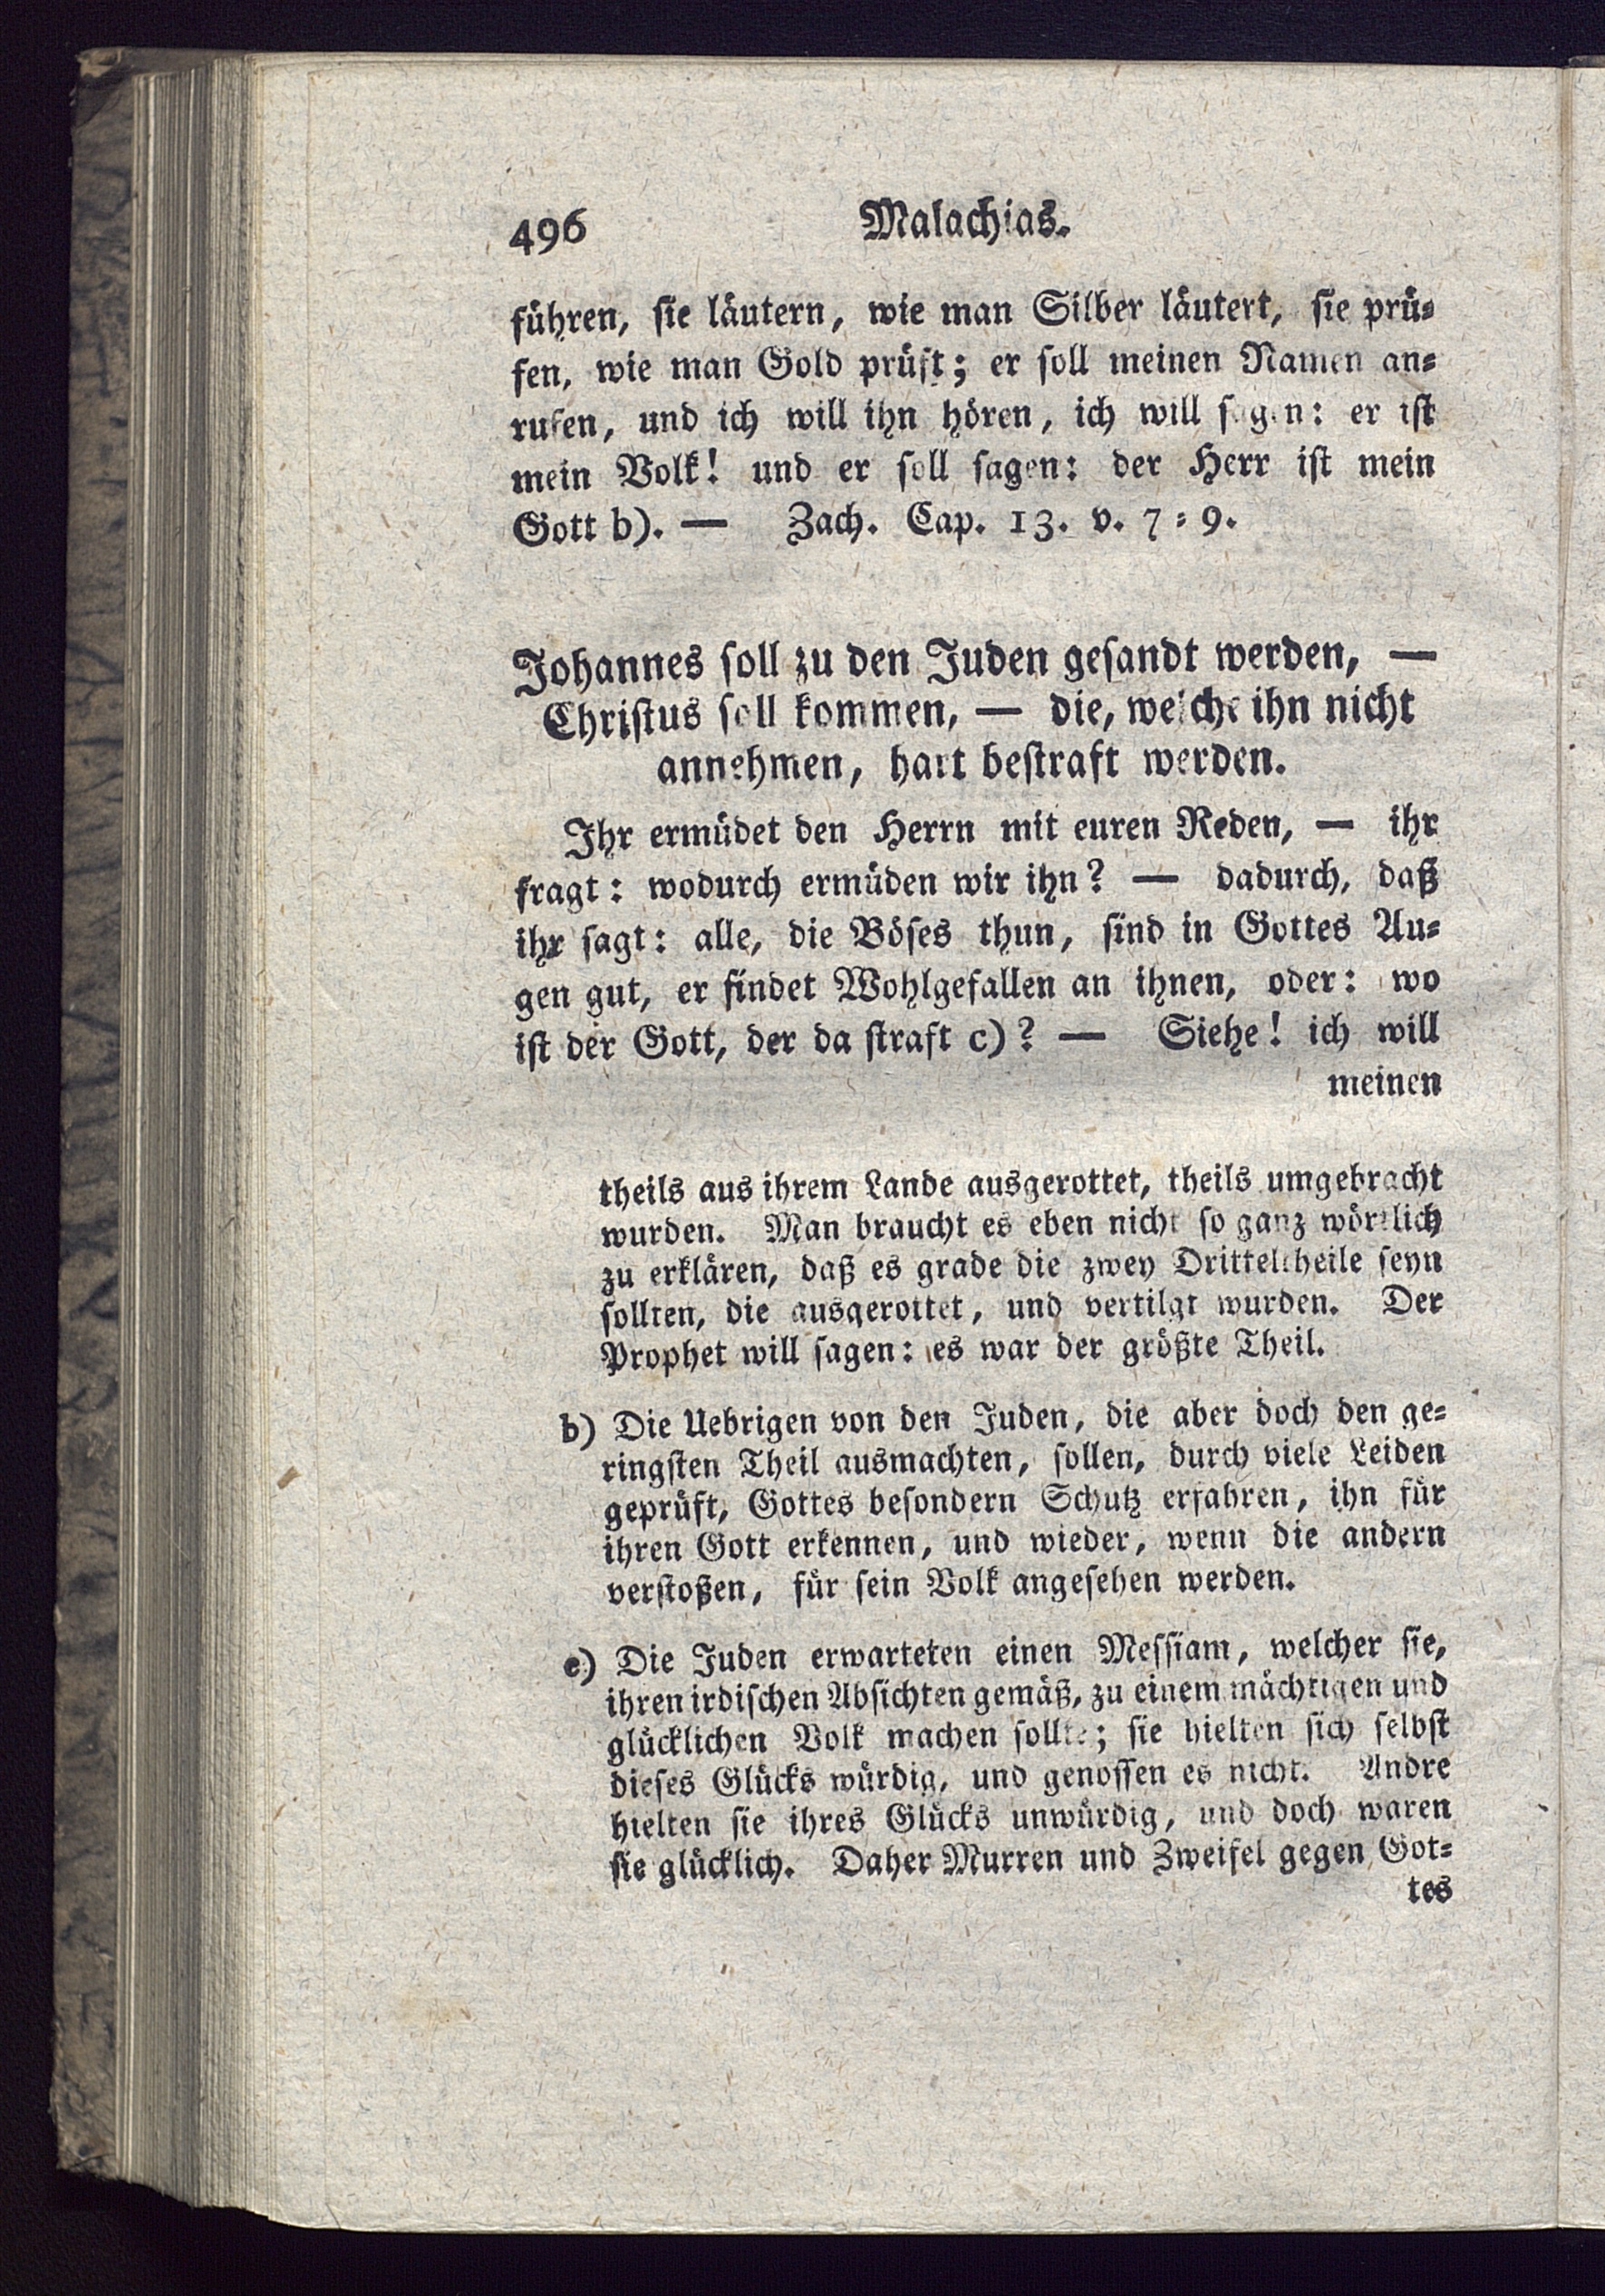 496 Malachias.
führen, sie läutern, wie man Silber läutert, sie prü-
fen, wie man Gold prüft; er soll meinen Namen an-
rufen, und ich will ihn hören, ich will sagen: er ist
mein Volk! und er soll sagen: der Herr ist mein
Gott b). — Zach. Cap. 13. v. 7-9.
Johannes soll zu den Juden gesandt werden, —
Christus soll kommen, — die, welche ihn nicht
annehmen, hart bestraft werden.
Ihr ermüdet den Herrn mit euren Reden, — ihr
fragt: wodurch ermüden wir ihn? — dadurch, daß
ihr sagt: alle, die Böses thun, sind in Gottes Au-
gen gut, er findet Wohlgefallen an ihnen, oder: wo
ist der Gott, der da straft c)? — Siehe! ich will
meinen
theils aus ihrem Lande ausgerottet, theils umgebracht
wurden. Man braucht es eben nicht so ganz wörtlich
zu erklären, daß es grade die zwey Dritteltheile seyn
sollten, die ausgerottet, und vertilgt wurden. Der
Prophet will sagen: es war der größte Theil.
b) Die Uebrigen von den Juden, die aber doch den ge-
ringsten Theil ausmachten, sollen, durch viele Leiden
geprüft, Gottes besondern Schutz erfahren, ihn für
ihren Gott erkennen, und wieder, wenn die andern
verstoßen, für sein Volk angesehen werden.
c) Die Juden erwarteten einen Messiam, welcher sie,
ihren irdischen Absichten gemäß, zu einem mächtigen und
glücklichen Volk machen sollte; sie hielten sich selbst
dieses Glücks würdig, und genossen es nicht. Andre
hielten sie ihres Glücks unwürdig, und doch waren
sie glücklich. Daher Murren und Zweifel gegen Got-
tes